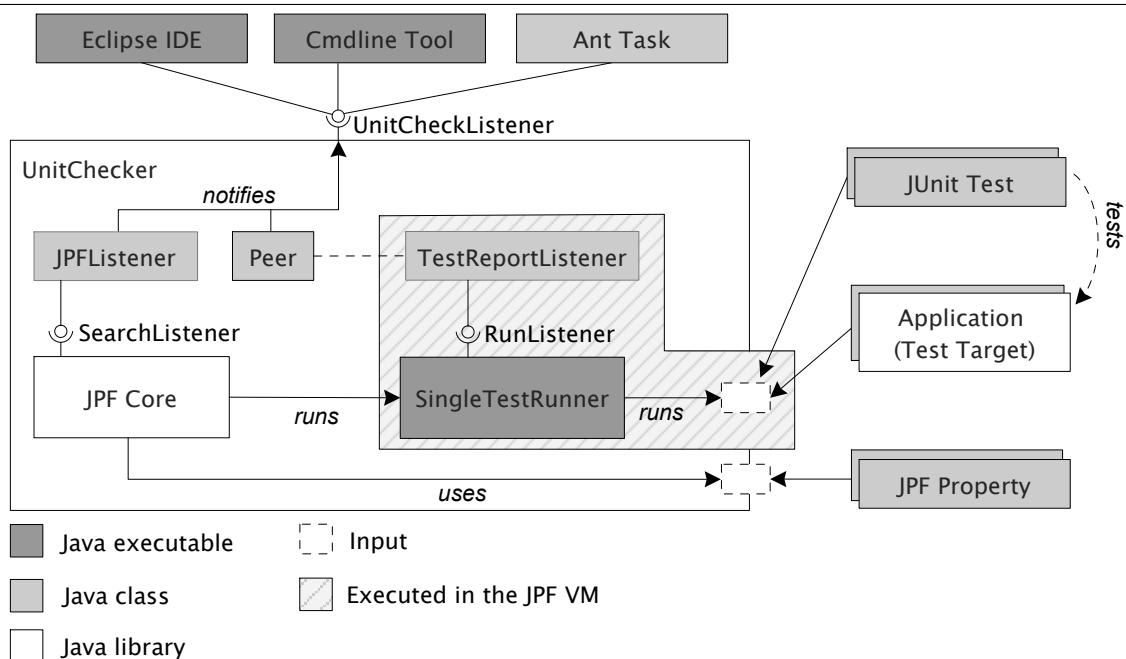 Eclipse IDE
Cmdline Tool
Ant Task
UnitCheckListener
UnitChecker
notifies
JUnit Test
tests
JPFListener
Peer
TestReportListener
SearchListener
RunListener
Application
(Test Target)
JPF Core
runs
SingleTestRunner
runs
uses
JPF Property
Java executable
Input
Java class
Executed in the JPF VM
Java library